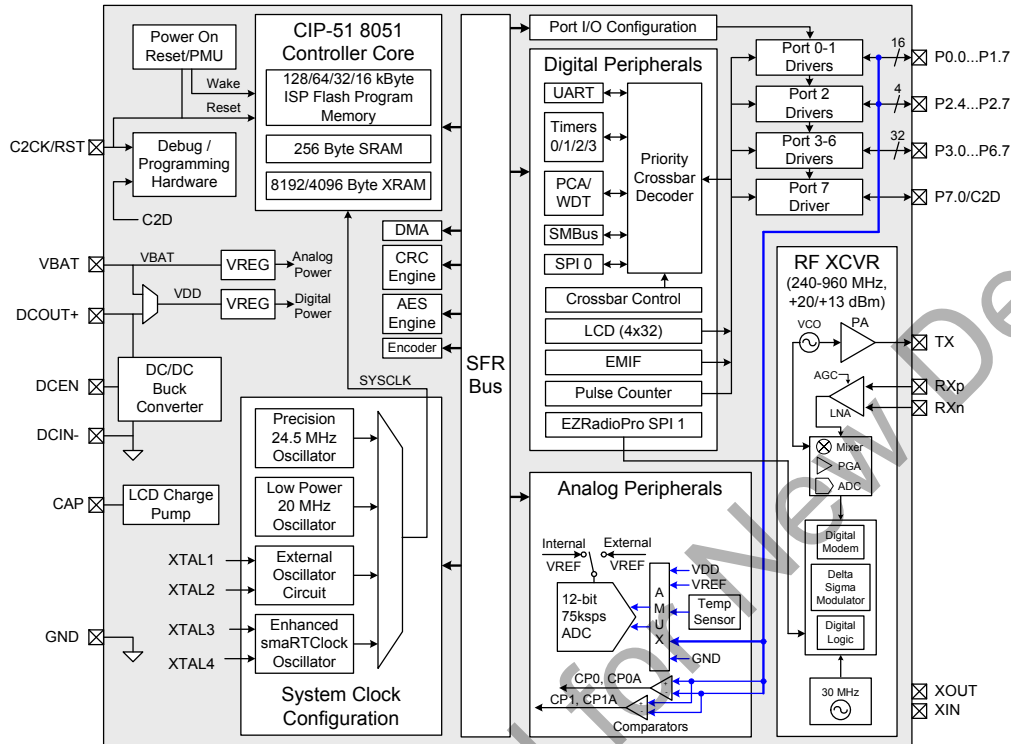 Power On
Reset/PMU
Wake
Reset
C2CK/RST
Debug /
Programming
Hardware
C2D
CIP-51 8051
Controller Core
128/64/32/16 kByte
ISP Flash Program
Memory
256 Byte SRAM
8192/4096 Byte XRAM
VBAT
VBAT
VREG
Analog
Power
VDD
VREG
Digital
Power
DCOUT+
DCEN
DC/DC
Buck
Converter
DCIN-
CAP
LCD Charge
Pump
XTAL1
XTAL2
XTAL3
XTAL4
GND
DMA
CRC
Engine
AES
Engine
Encoder
SYSCLK
Precision
24.5 MHz
Oscillator
Low Power
20 MHz
Oscillator
External
Oscillator
Circuit
Enhanced
smaRTClock
Oscillator
System Clock
Configuration
SFR
Bus
Port I/O Configuration
Digital Peripherals
UART
Timers
0/1/2/3
PCA/
WDT
SMBus
SPI 0
Priority
Crossbar
Decoder
Crossbar Control
LCD (4x32)
EMIF
Pulse Counter
EZRadioPro SPI 1
Analog Peripherals
Internal
VREF
External
VREF
12-bit
75ksps
ADC
A
M
U
X
VDD
VREF
Temp
Sensor
GND
CP0, CP0A
+
-
CP1, CP1A
+
-
Comparators
Port 0-1
Drivers
16
P0.0...P1.7
Port 2
Drivers
4
P2.4...P2.7
Port 3-6
Drivers
32
P3.0...P6.7
Port 7
Driver
P7.0/C2D
RF XCVR
(240-960 MHz,
+20/+13 dBm)
VCO
PA
TX
AGC
LNA
RXp
RXn
Mixer
PGA
ADC
Digital
Modem
Delta
Sigma
Modulator
Digital
Logic
30 MHz
XOUT
XIN
for New De